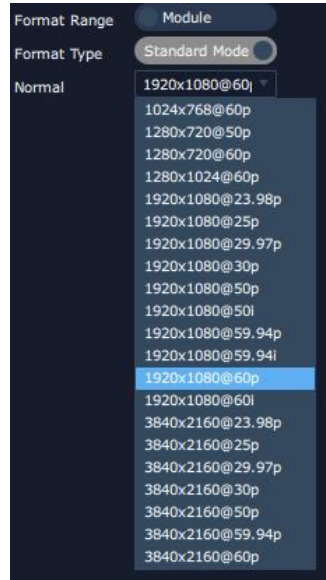 Format Range Module
Format Type Standard Mode
Normal 1920x1080@60p
1024x768@60p
1280x720@50p
1280x720@60p
1280x1024@60p
1920x1080@23.98p
1920x1080@25p
1920x1080@29.97p
1920x1080@30p
1920x1080@50p
1920x1080@50i
1920x1080@59.94p
1920x1080@59.94i
1920x1080@60p
1920x1080@60i
3840x2160@23.98p
3840x2160@25p
3840x2160@29.97p
3840x2160@30p
3840x2160@50p
3840x2160@59.94p
3840x2160@60p